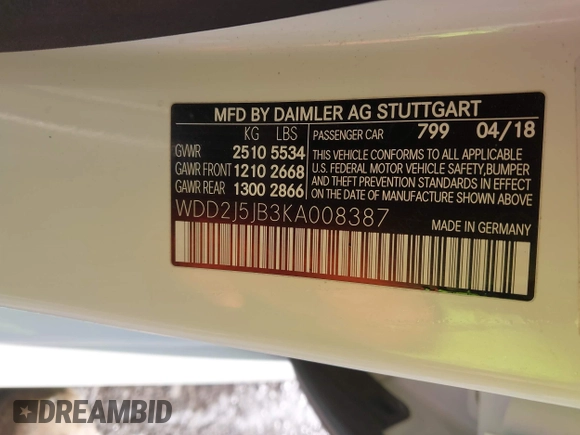 MFD BY DAIMLER AG STUTTGART
KG LBS
GVWR 2510 5534
GAWR FRONT 1210 2668
GAWR REAR 1300 2866
PASSENGER CAR 799 04/18
THIS VEHICLE CONFORMS TO ALL APPLICABLE
U.S. FEDERAL MOTOR VEHICLE SAFETY,BUMPER,
AND THEFT PREVENTION STANDARDS IN EFFECT
ON THE DATE OF MANUFACTURE SHOWN ABOVE
WDD2J5JB3KA008387
MADE IN GERMANY
DREAMBID